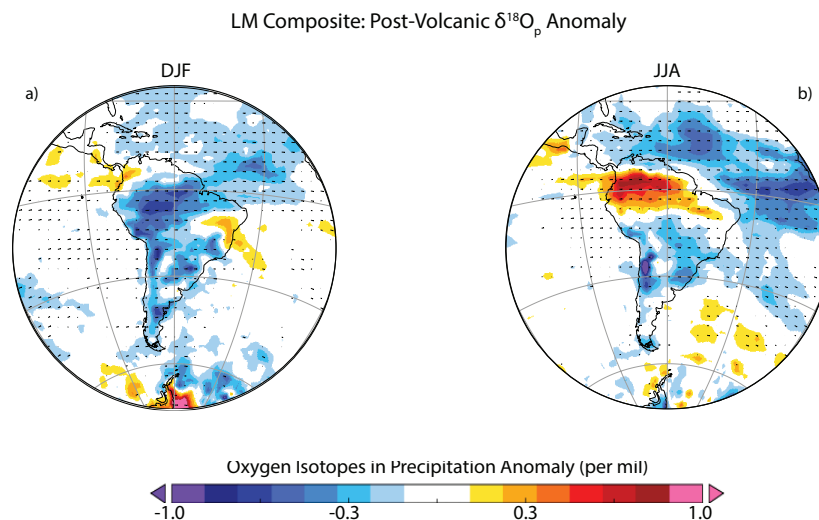 LM Composite: Post-Volcanic δ¹⁸Oₚ Anomaly
DJF
JJA
a)
b)
Oxygen Isotopes in Precipitation Anomaly (per mil)
-1.0 -0.3 0.3 1.0